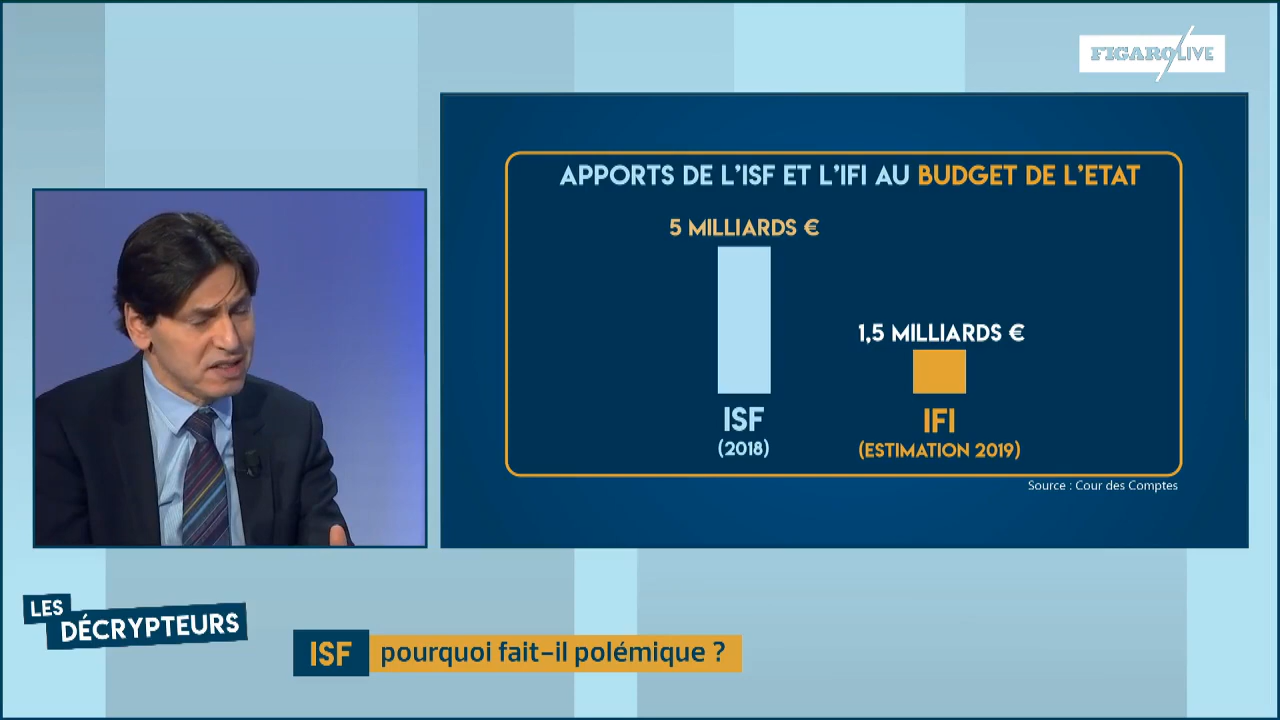 FIGARO LIVE
APPORTS DE L'ISF ET L'IFI AU BUDGET DE L'ETAT
5 MILLIARDS €
1,5 MILLIARDS €
ISF
(2018)
IFI
(ESTIMATION 2019)
Source : Cour des Comptes
LES
DÉCRYPTEURS
ISF pourquoi fait-il polémique ?